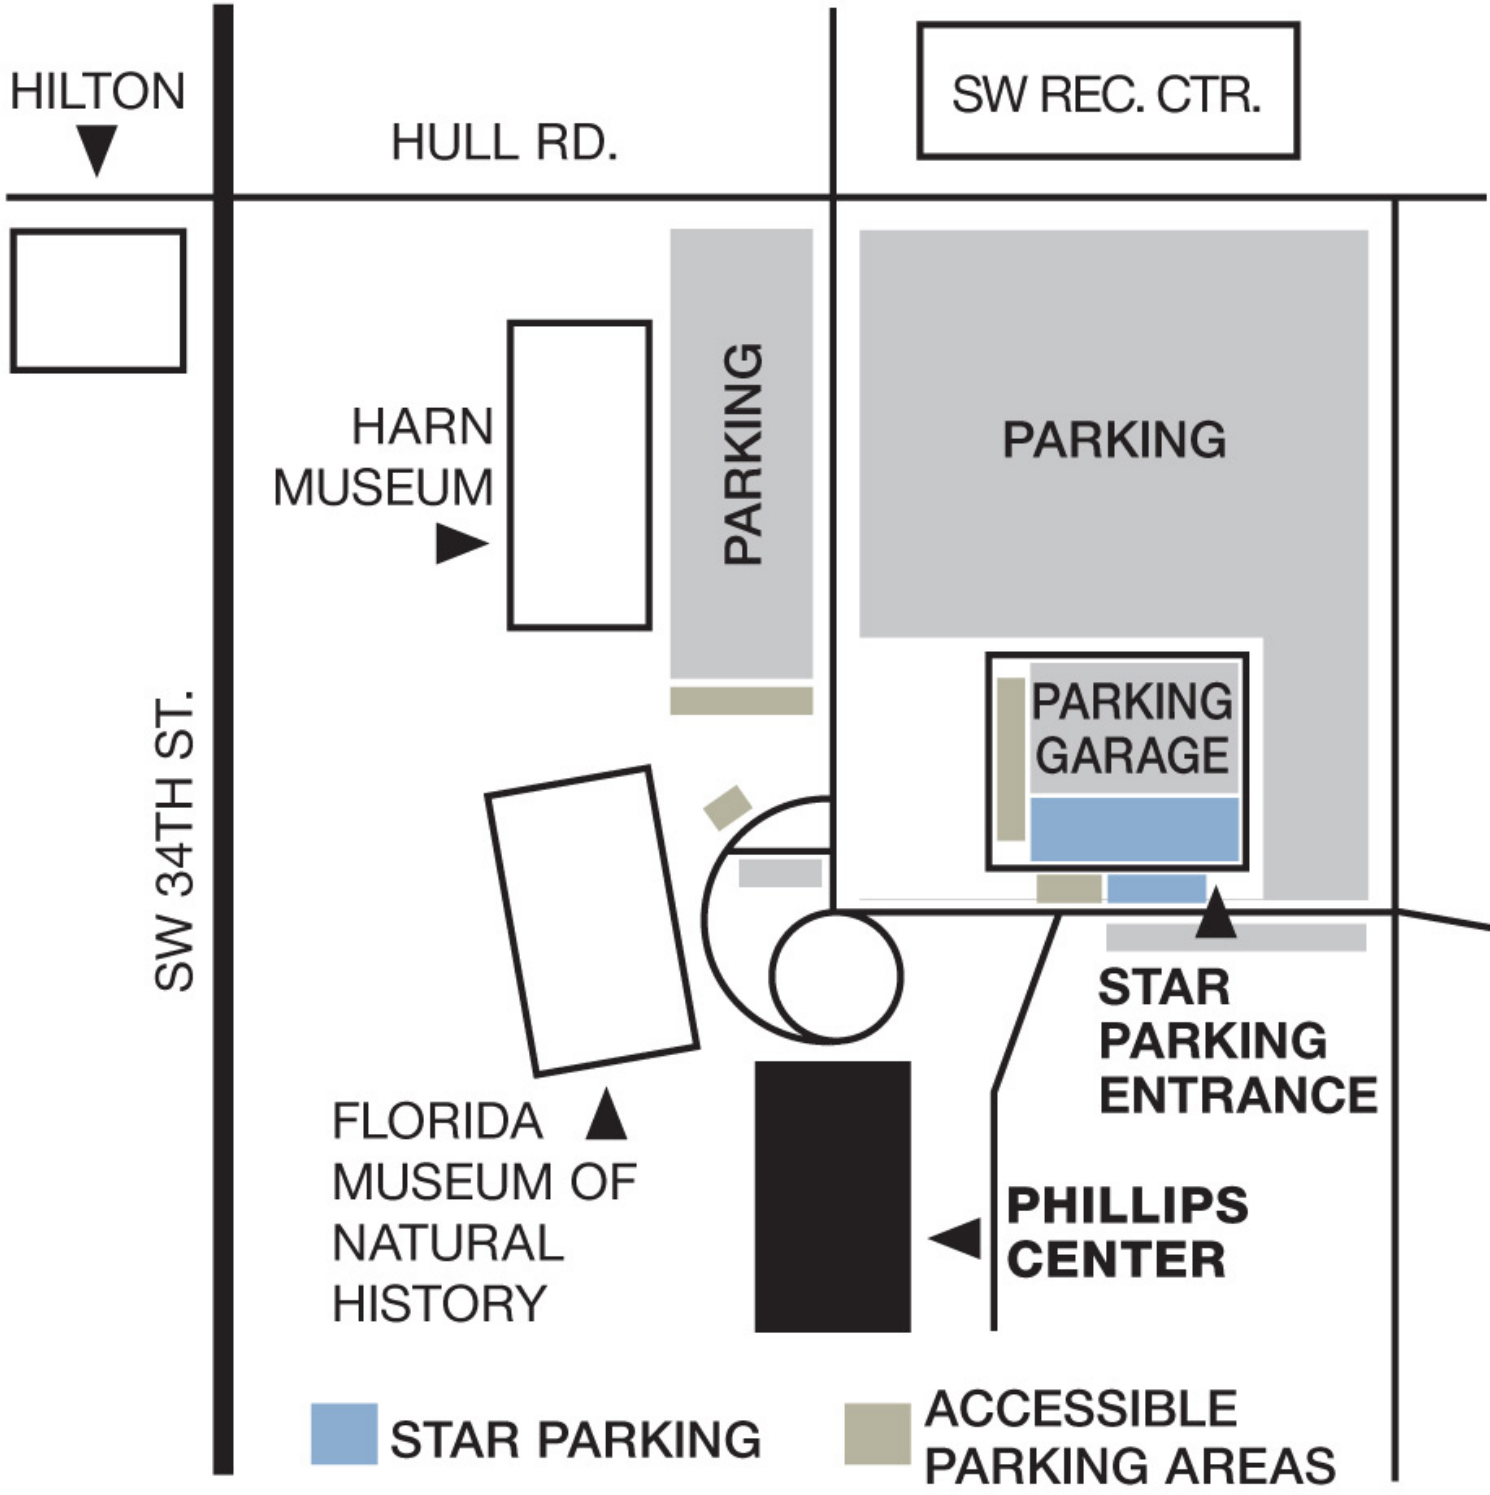 HILTON
HULL RD.
SW REC. CTR.
HARN
MUSEUM
PARKING
PARKING
PARKING
GARAGE
SW 34TH ST.
STAR
PARKING
ENTRANCE
FLORIDA
MUSEUM OF
NATURAL
HISTORY
PHILLIPS
CENTER
STAR PARKING
ACCESSIBLE
PARKING AREAS